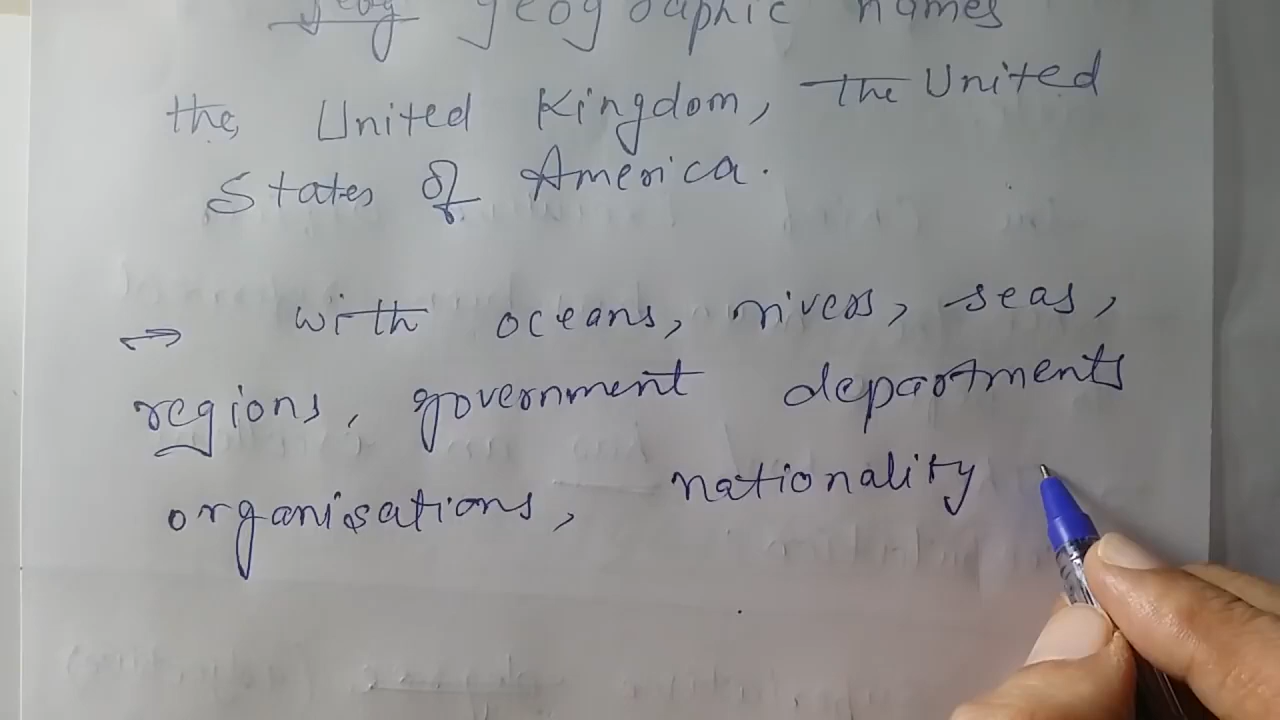 geographic names
the, United Kingdom, the United
States of America.
→ with oceans, rivers, seas,
regions, government departments
organisations, nationality